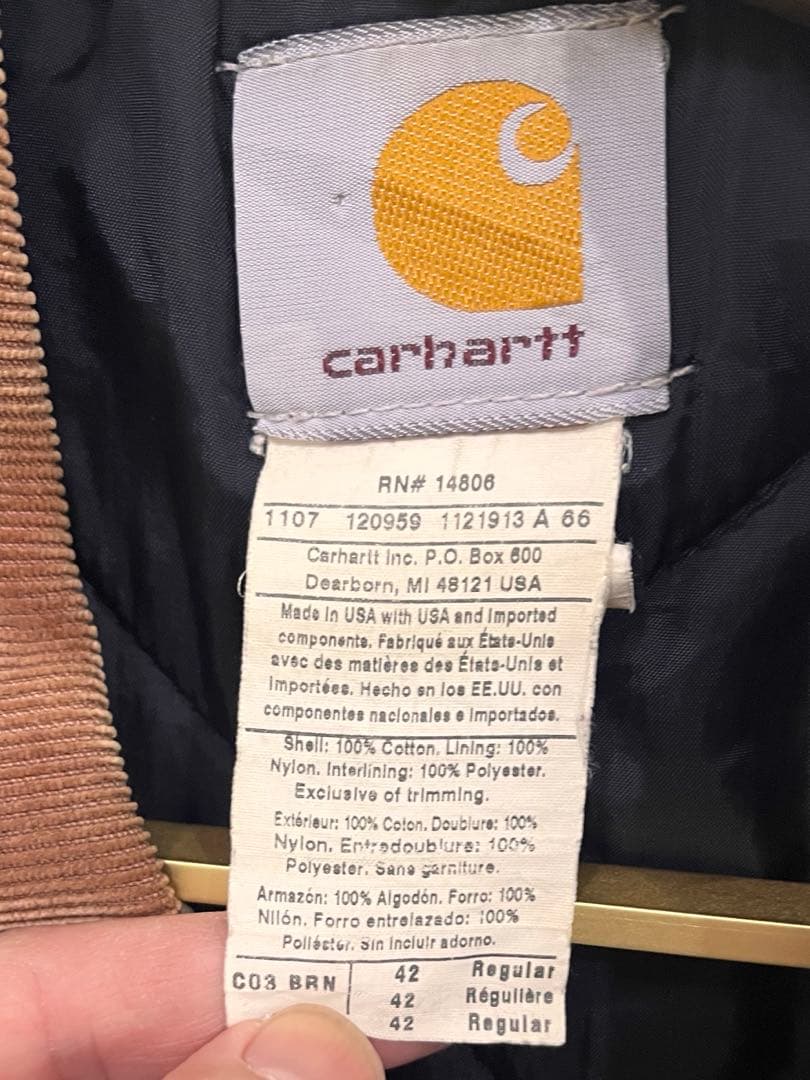 carhartt
RN# 14806
1107 120959 1121913 A 66
Carhartt Inc. P.O. Box 600
Dearborn, MI 48121 USA
Made in USA with USA and Imported
components. Fabriqué aux États-Unis
avec des matières des États-Unis et
Importées. Hecho en los EE.UU. con
componentes nacionales e Importados.
Shell: 100% Cotton. Lining: 100%
Nylon. Interlining: 100% Polyester.
Exclusive of trimming.
Extérieur: 100% Coton. Doublure: 100%
Nylon. Entredoublure: 100%
Polyester. Sans garniture.
Armazón: 100% Algodón. Forro: 100%
Nilón. Forro entrelazado: 100%
Poliéster. Sin incluir adorno.
C03 BRN 42 Regular
42 Régulière
42 Regular